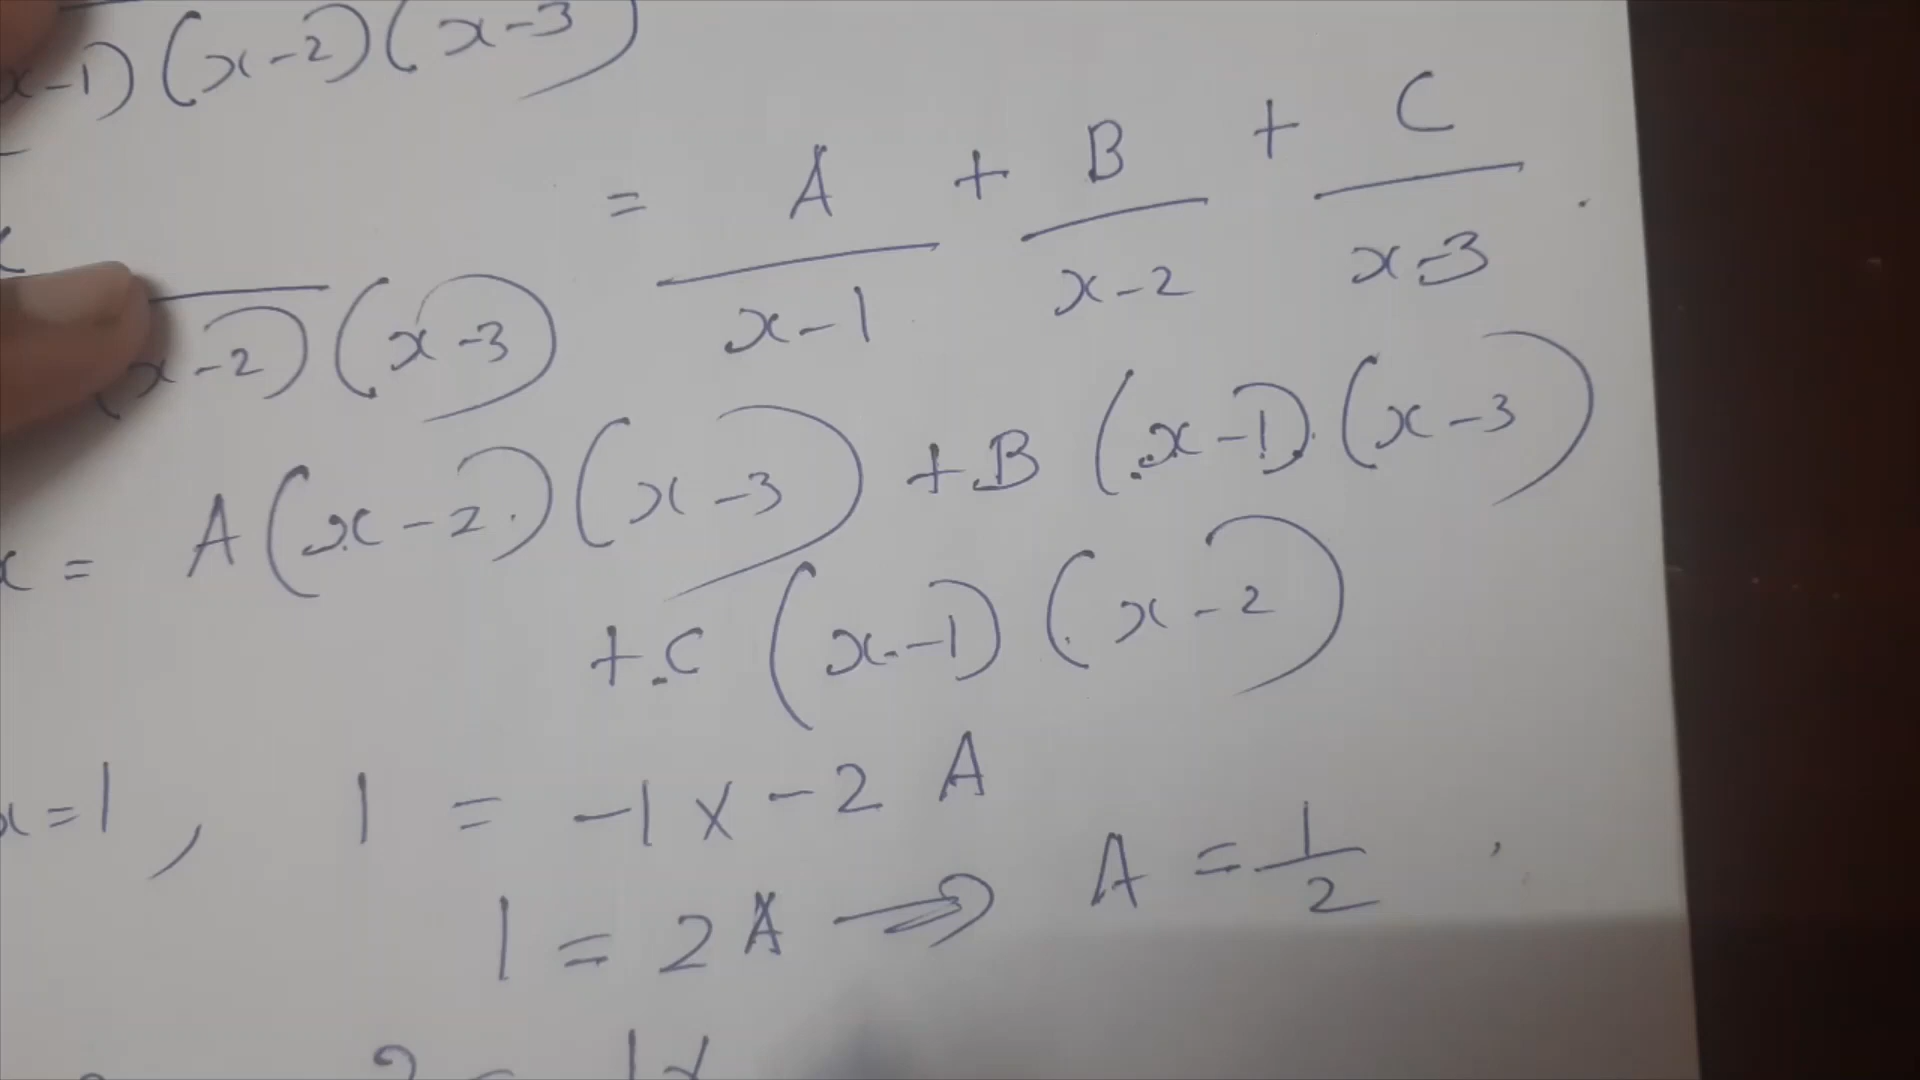 x-1)(x-2)(x-3)
= A/(x-1) + B/(x-2) + C/(x-3)
x-2)(x-3)
x = A(x-2)(x-3) + B(x-1)(x-3)
+ C(x-1)(x-2)
x=1, 1 = -1 x -2 A
1 = 2A ⇒ A = 1/2